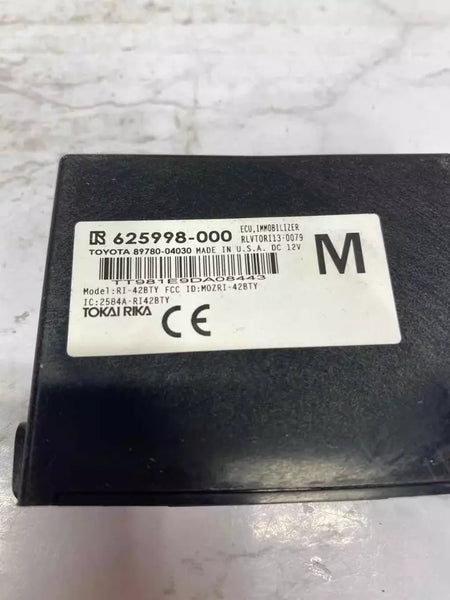 R 625998-000
ECU,IMMOBILIZER
RLVTORI13-0079
TOYOTA 89780-04030 MADE IN U.S.A. DC 12V
TT981E9DA08443
Model:RI-42BTY FCC ID:MOZRI-42BTY
IC:2584A-RI42BTY
TOKAI RIKA
CE
M